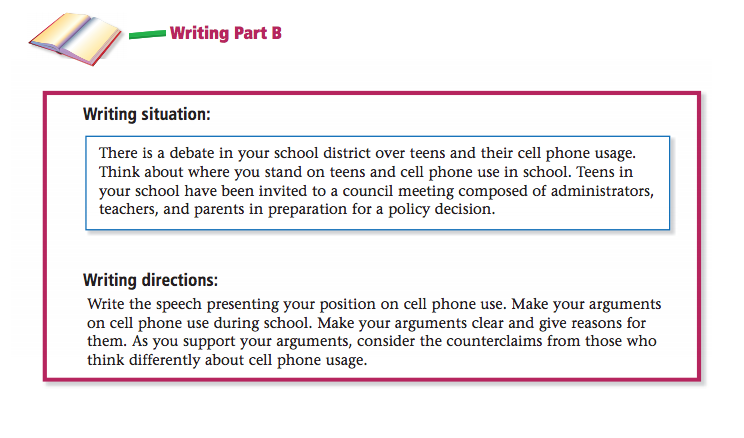 Writing Part B
Writing situation:
There is a debate in your school district over teens and their cell phone usage.
Think about where you stand on teens and cell phone use in school. Teens in
your school have been invited to a council meeting composed of administrators,
teachers, and parents in preparation for a policy decision.
Writing directions:
Write the speech presenting your position on cell phone use. Make your arguments
on cell phone use during school. Make your arguments clear and give reasons for
them. As you support your arguments, consider the counterclaims from those who
think differently about cell phone usage.